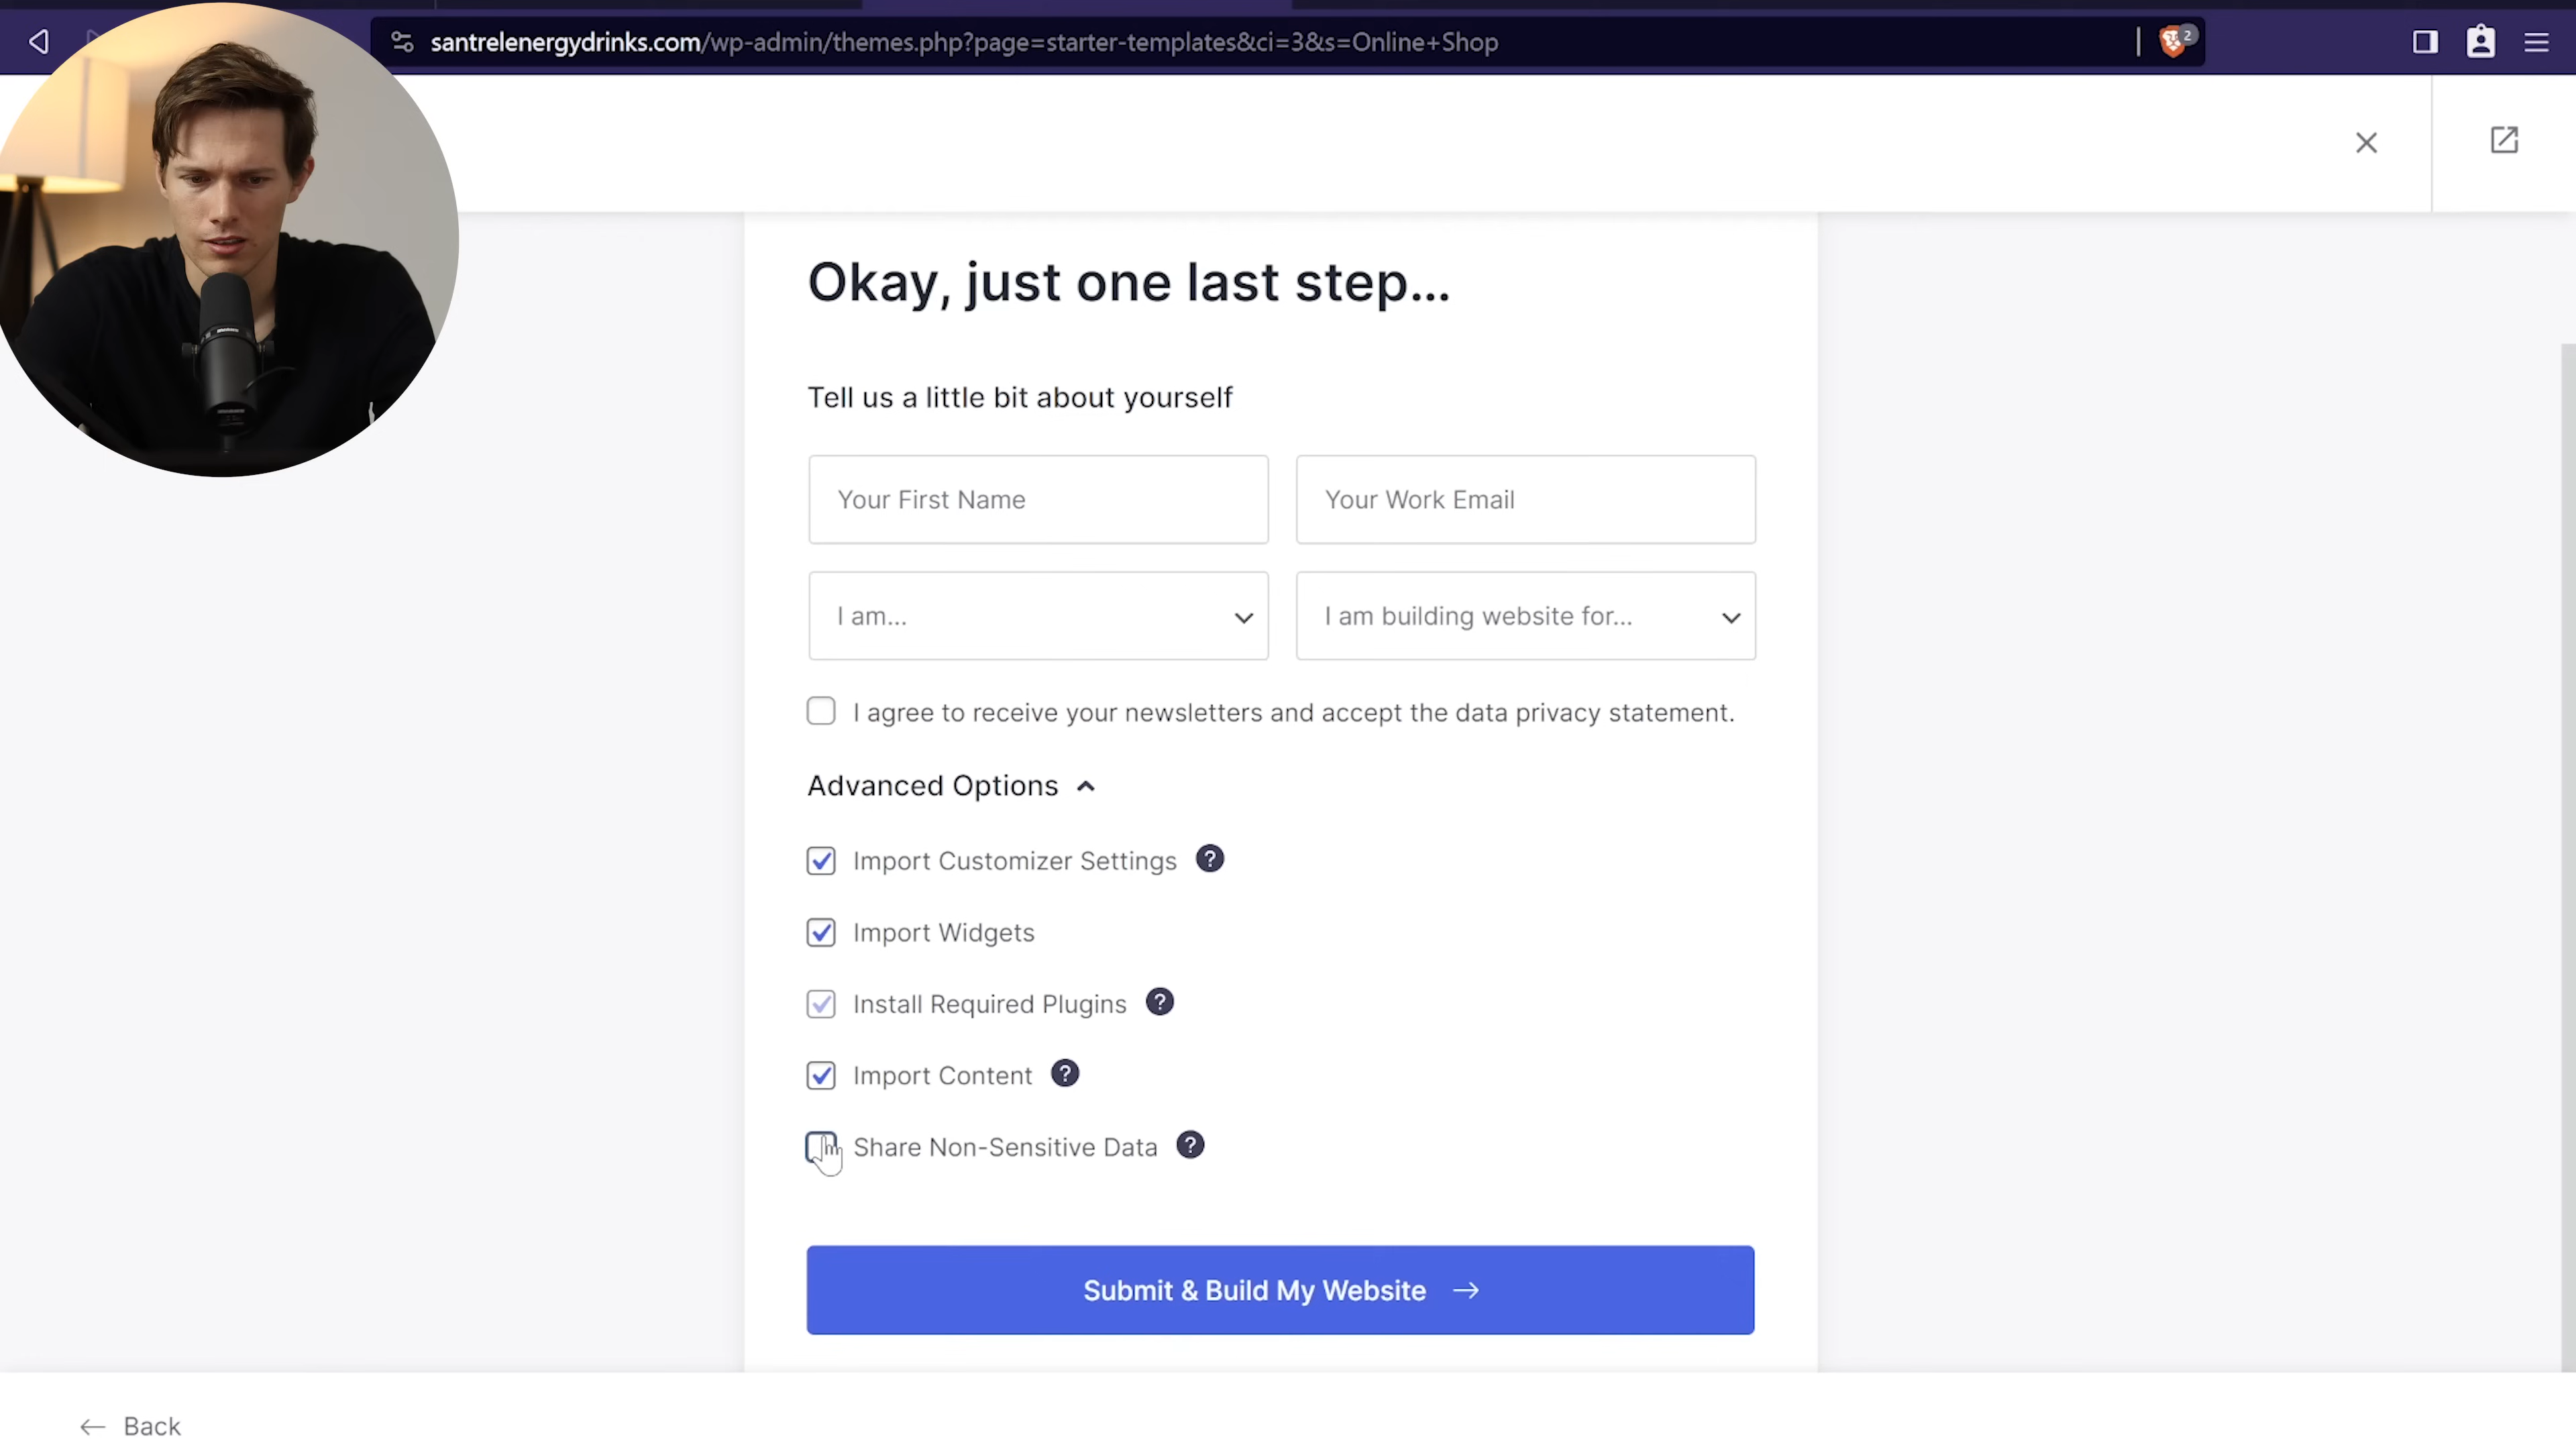 santrelenergydrinks.com/wp-admin/themes.php?page=starter-templates&ci=3&s=Online+Shop
2
Okay, just one last step...
Tell us a little bit about yourself
Your First Name
Your Work Email
I am...
I am building website for...
I agree to receive your newsletters and accept the data privacy statement.
Advanced Options
Import Customizer Settings ?
Import Widgets
Install Required Plugins ?
Import Content ?
Share Non-Sensitive Data ?
Submit & Build My Website →
← Back